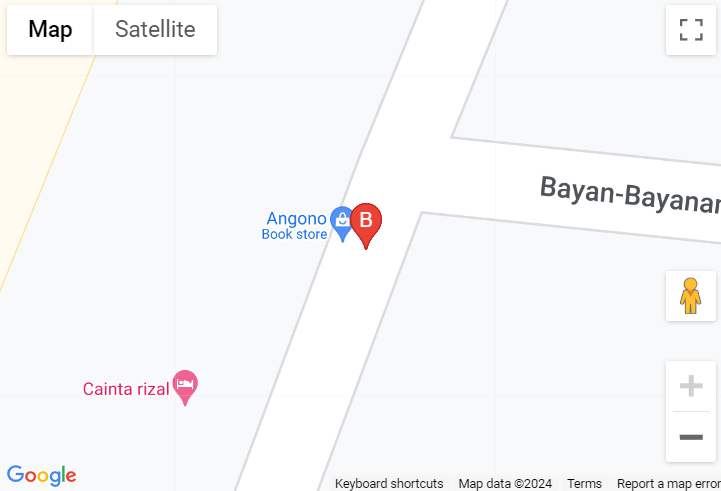 Map
Satellite
Bayan-Bayanan
Angono
Book store
B
Cainta rizal
Google
Keyboard shortcuts
Map data ©2024
Terms
Report a map error